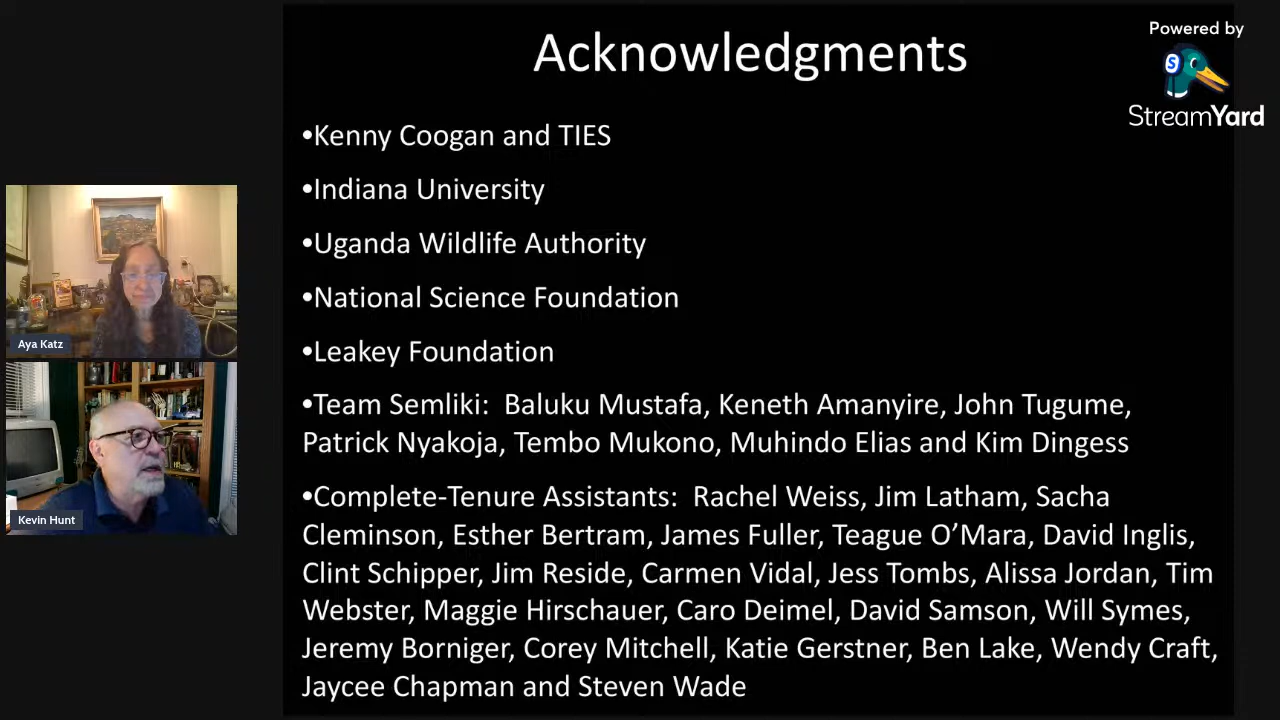 Acknowledgments
Powered by
StreamYard
•Kenny Coogan and TIES
•Indiana University
•Uganda Wildlife Authority
•National Science Foundation
•Leakey Foundation
•Team Semliki:  Baluku Mustafa, Keneth Amanyire, John Tugume,
Patrick Nyakoja, Tembo Mukono, Muhindo Elias and Kim Dingess
•Complete-Tenure Assistants:  Rachel Weiss, Jim Latham, Sacha
Cleminson, Esther Bertram, James Fuller, Teague O’Mara, David Inglis,
Clint Schipper, Jim Reside, Carmen Vidal, Jess Tombs, Alissa Jordan, Tim
Webster, Maggie Hirschauer, Caro Deimel, David Samson, Will Symes,
Jeremy Borniger, Corey Mitchell, Katie Gerstner, Ben Lake, Wendy Craft,
Jaycee Chapman and Steven Wade
Aya Katz
Kevin Hunt